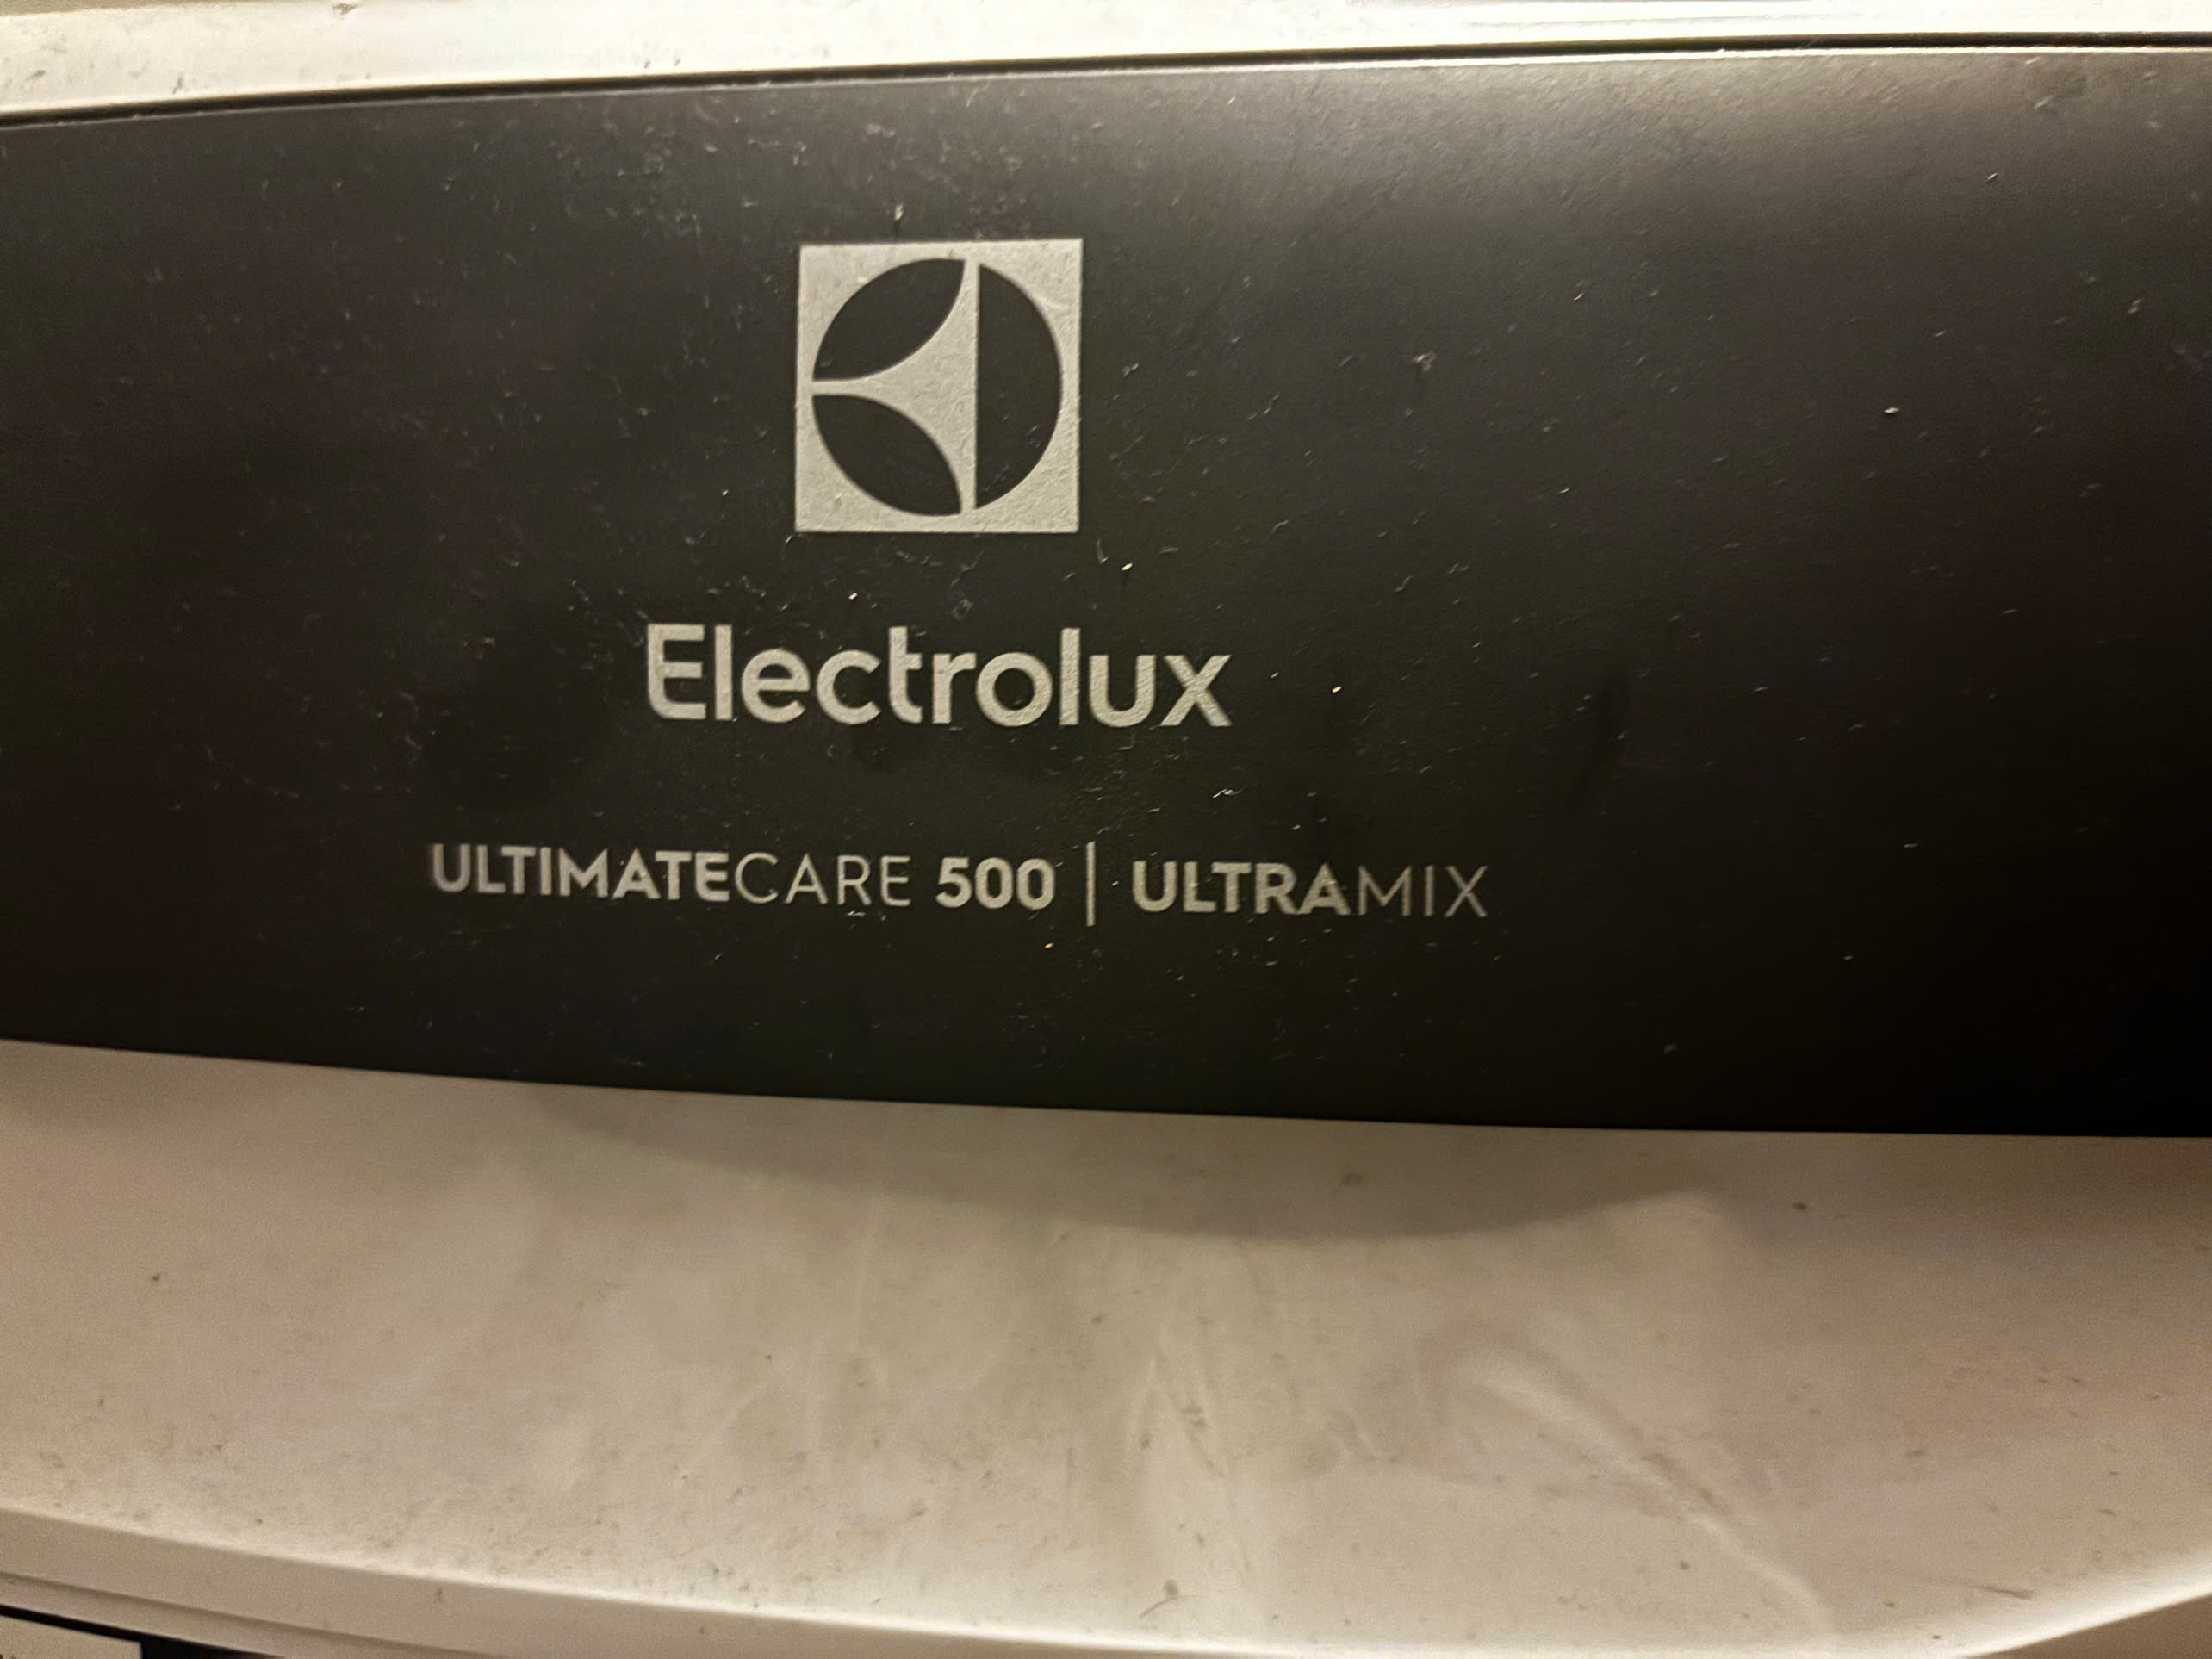 Electrolux
ULTIMATECARE 500 | ULTRAMIX